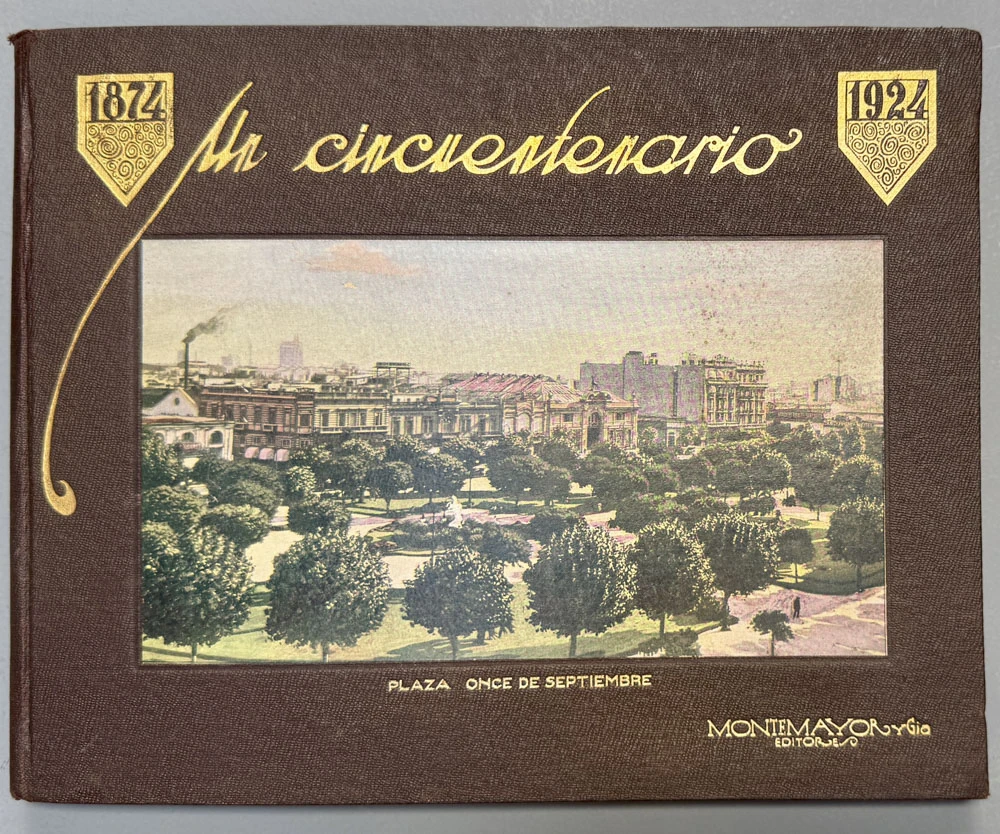 1874
Un cincuentenario
1924
PLAZA ONCE DE SEPTIEMBRE
MONTEMAYOR y Cia
EDITORES